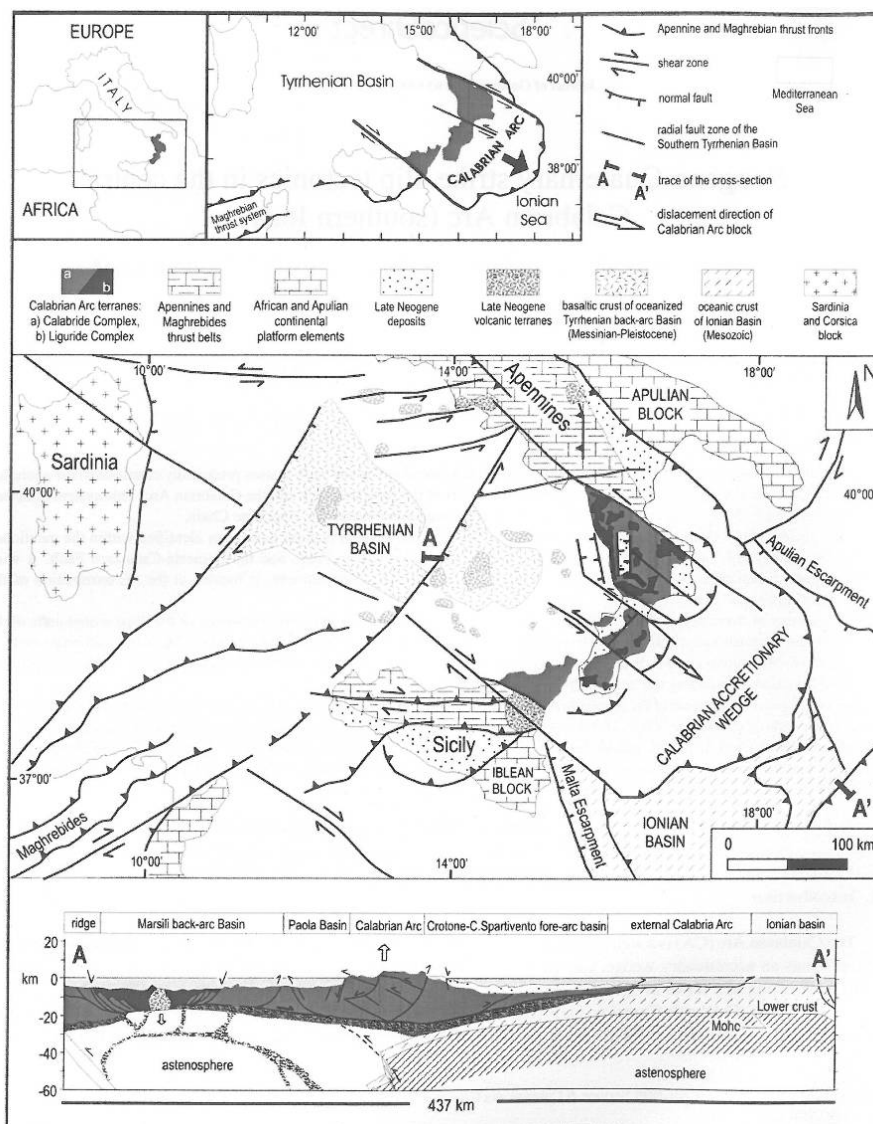 EUROPE
ITALY
AFRICA
12°00'
15°00'
18°00'
40°00'
38°00'
Tyrrhenian Basin
CALABRIAN ARC
Ionian
Sea
Maghrebian
thrust system
Apennine and Maghrebian thrust fronts
shear zone
normal fault
radial fault zone of the
Southern Tyrrhenian Basin
A
A'
trace of the cross-section
dislacement direction of
Calabrian Arc block
Mediterranean
Sea
a
b
Calabrian Arc terranes:
a) Calabride Complex,
b) Liguride Complex
Apennines and
Maghrebides
thrust belts
African and Apulian
continental
platform elements
Late Neogene
deposits
Late Neogene
volcanic terranes
basaltic crust of oceanized
Tyrrhenian back-arc Basin
(Messinian-Pleistocene)
oceanic crust
of Ionian Basin
(Mesozoic)
Sardinia
and Corsica
block
10°00'
14°00'
18°00'
N
Apennines
APULIAN
BLOCK
Sardinia
40°00'
40°00'
TYRRHENIAN
BASIN
A
Apulian Escarpment
CALABRIAN ACCRETIONARY
WEDGE
Sicily
IBLEAN
BLOCK
Malta Escarpment
37°00'
Maghrebides
IONIAN
BASIN
18°00'
A'
0
100 km
10°00'
14°00'
ridge
Marsili back-arc Basin
Paola Basin
Calabrian Arc
Crotone-C.Spartivento fore-arc basin
external Calabria Arc
Ionian basin
A
A'
km
20
0
-20
-40
-60
Lower crust
Moho
astenosphere
astenosphere
437 km